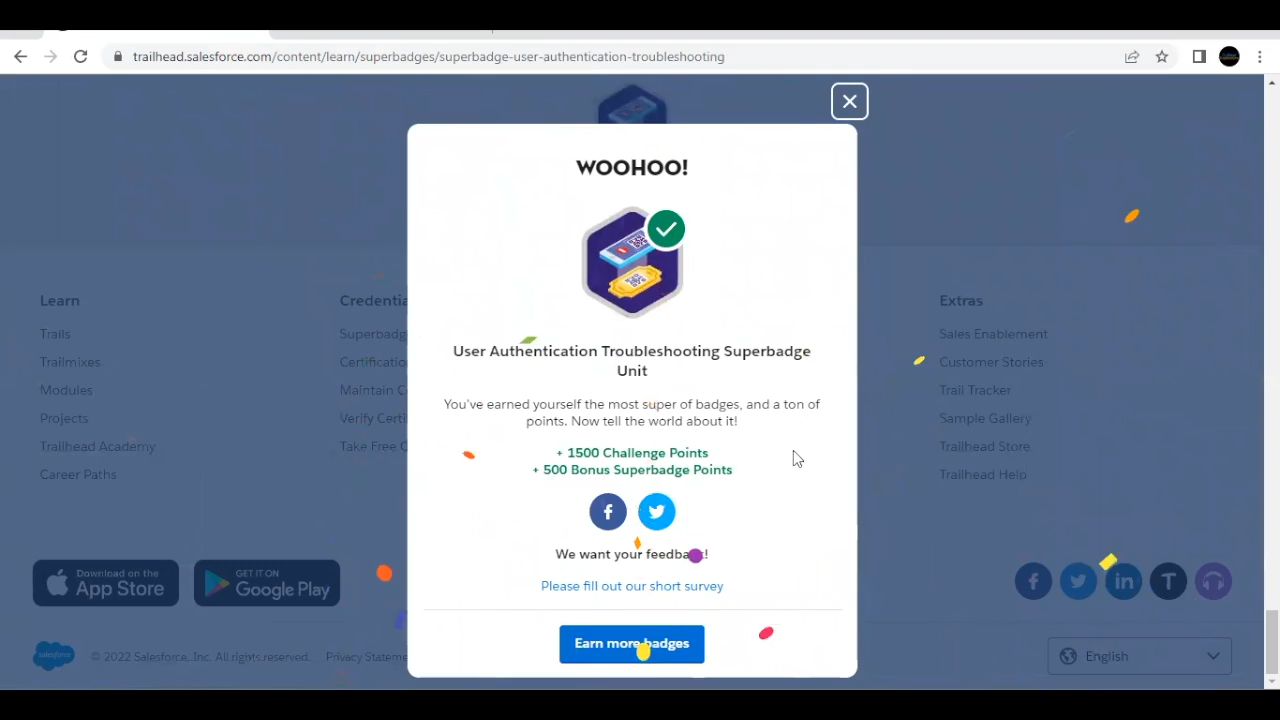 trailhead.salesforce.com/content/learn/superbadges/superbadge-user-authentication-troubleshooting
WOOHOO!
User Authentication Troubleshooting Superbadge
Unit
You've earned yourself the most super of badges, and a ton of
points. Now tell the world about it!
+ 1500 Challenge Points
+ 500 Bonus Superbadge Points
We want your feedback!
Please fill out our short survey
Earn more badges
Learn
Trails
Trailmixes
Modules
Projects
Trailhead Academy
Career Paths
Credentia
Superbadg
Certificatio
Maintain C
Verify Certi
Take Free
Extras
Sales Enablement
Customer Stories
Trail Tracker
Sample Gallery
Trailhead Store
Trailhead Help
Download on the
App Store
GET IT ON
Google Play
salesforce
© 2022 Salesforce, Inc. All rights reserved. Privacy Stateme
English